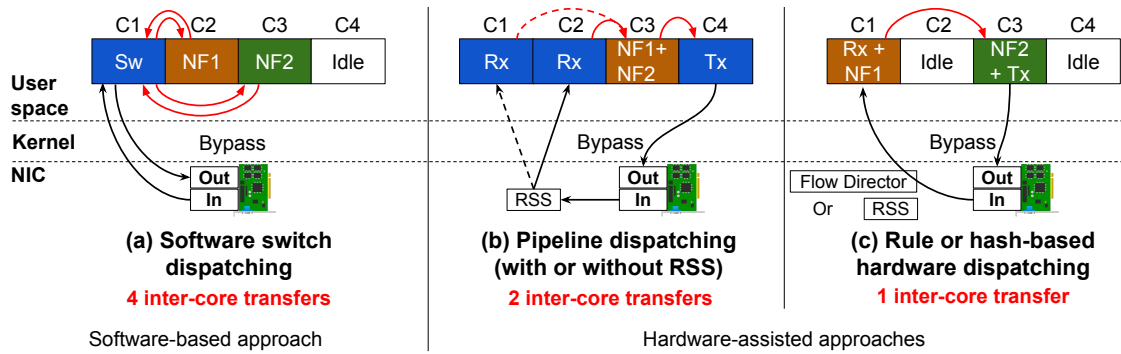 C1 C2 C3 C4
Sw NF1 NF2 Idle
User
space
Kernel
Bypass
NIC
Out
In
(a) Software switch
dispatching
4 inter-core transfers
Software-based approach
C1 C2 C3 C4
Rx Rx NF1+
NF2 Tx
Bypass
Out
In
RSS
(b) Pipeline dispatching
(with or without RSS)
2 inter-core transfers
C1 C2 C3 C4
Rx +
NF1 Idle NF2
+ Tx Idle
Bypass
Out
In
Flow Director
Or RSS
(c) Rule or hash-based
hardware dispatching
1 inter-core transfer
Hardware-assisted approaches